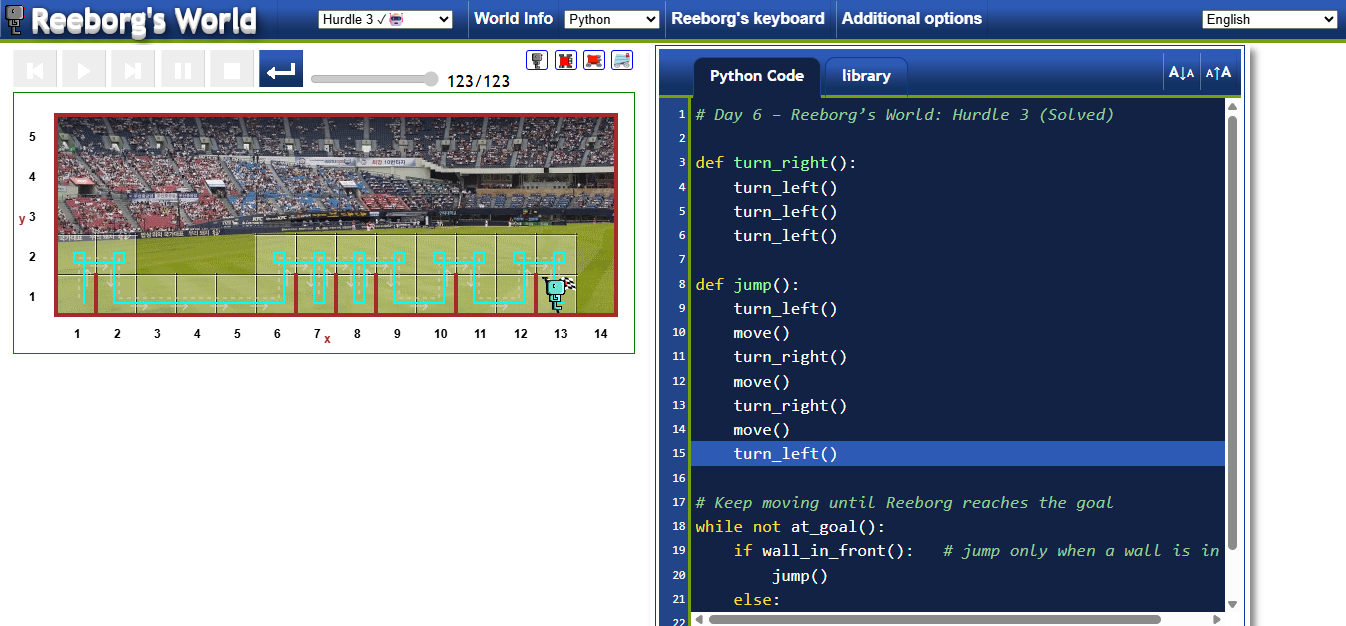 Reeborg's World
Hurdle 3 ✓
World Info
Python
Reeborg's keyboard
Additional options
English
123/123
5
4
y 3
2
1
1 2 3 4 5 6 7 x 8 9 10 11 12 13 14
Python Code
library
A↓A
A↑A
1 # Day 6 – Reeborg’s World: Hurdle 3 (Solved)
2
3 def turn_right():
4     turn_left()
5     turn_left()
6     turn_left()
7
8 def jump():
9     turn_left()
10     move()
11     turn_right()
12     move()
13     turn_right()
14     move()
15     turn_left()
16
17 # Keep moving until Reeborg reaches the goal
18 while not at_goal():
19     if wall_in_front():   # jump only when a wall is in
20         jump()
21     else:
22